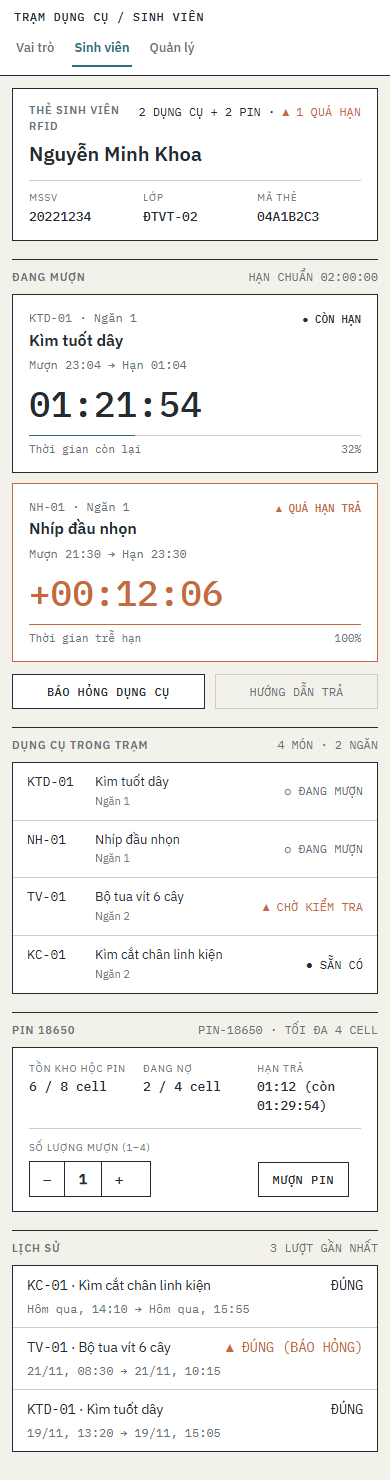 TRẠM DỤNG CỤ / SINH VIÊN
Vai trò Sinh viên Quản lý
THẺ SINH VIÊN RFID
2 DỤNG CỤ + 2 PIN · ▲ 1 QUÁ HẠN
Nguyễn Minh Khoa
MSSV LỚP MÃ THẺ
20221234 ĐTVT-02 04A1B2C3
ĐANG MƯỢN HẠN CHUẨN 02:00:00
KTD-01 · Ngăn 1 ● CÒN HẠN
Kìm tuốt dây
Mượn 23:04 → Hạn 01:04
01:21:54
Thời gian còn lại 32%
NH-01 · Ngăn 1 ▲ QUÁ HẠN TRẢ
Nhíp đầu nhọn
Mượn 21:30 → Hạn 23:30
+00:12:06
Thời gian trễ hạn 100%
BÁO HỎNG DỤNG CỤ HƯỚNG DẪN TRẢ
DỤNG CỤ TRONG TRẠM 4 MÓN · 2 NGĂN
KTD-01 Kìm tuốt dây ○ ĐANG MƯỢN
Ngăn 1
NH-01 Nhíp đầu nhọn ○ ĐANG MƯỢN
Ngăn 1
TV-01 Bộ tua vít 6 cây ▲ CHỜ KIỂM TRA
Ngăn 2
KC-01 Kìm cắt chân linh kiện ● SẴN CÓ
Ngăn 2
PIN 18650 PIN-18650 · TỐI ĐA 4 CELL
TỒN KHO HỘC PIN ĐANG NỢ HẠN TRẢ
6 / 8 cell 2 / 4 cell 01:12 (còn
01:29:54)
SỐ LƯỢNG MƯỢN (1–4)
− 1 + MƯỢN PIN
LỊCH SỬ 3 LƯỢT GẦN NHẤT
KC-01 · Kìm cắt chân linh kiện ĐÚNG
Hôm qua, 14:10 → Hôm qua, 15:55
TV-01 · Bộ tua vít 6 cây ▲ ĐÚNG (BÁO HỎNG)
21/11, 08:30 → 21/11, 10:15
KTD-01 · Kìm tuốt dây ĐÚNG
19/11, 13:20 → 19/11, 15:05